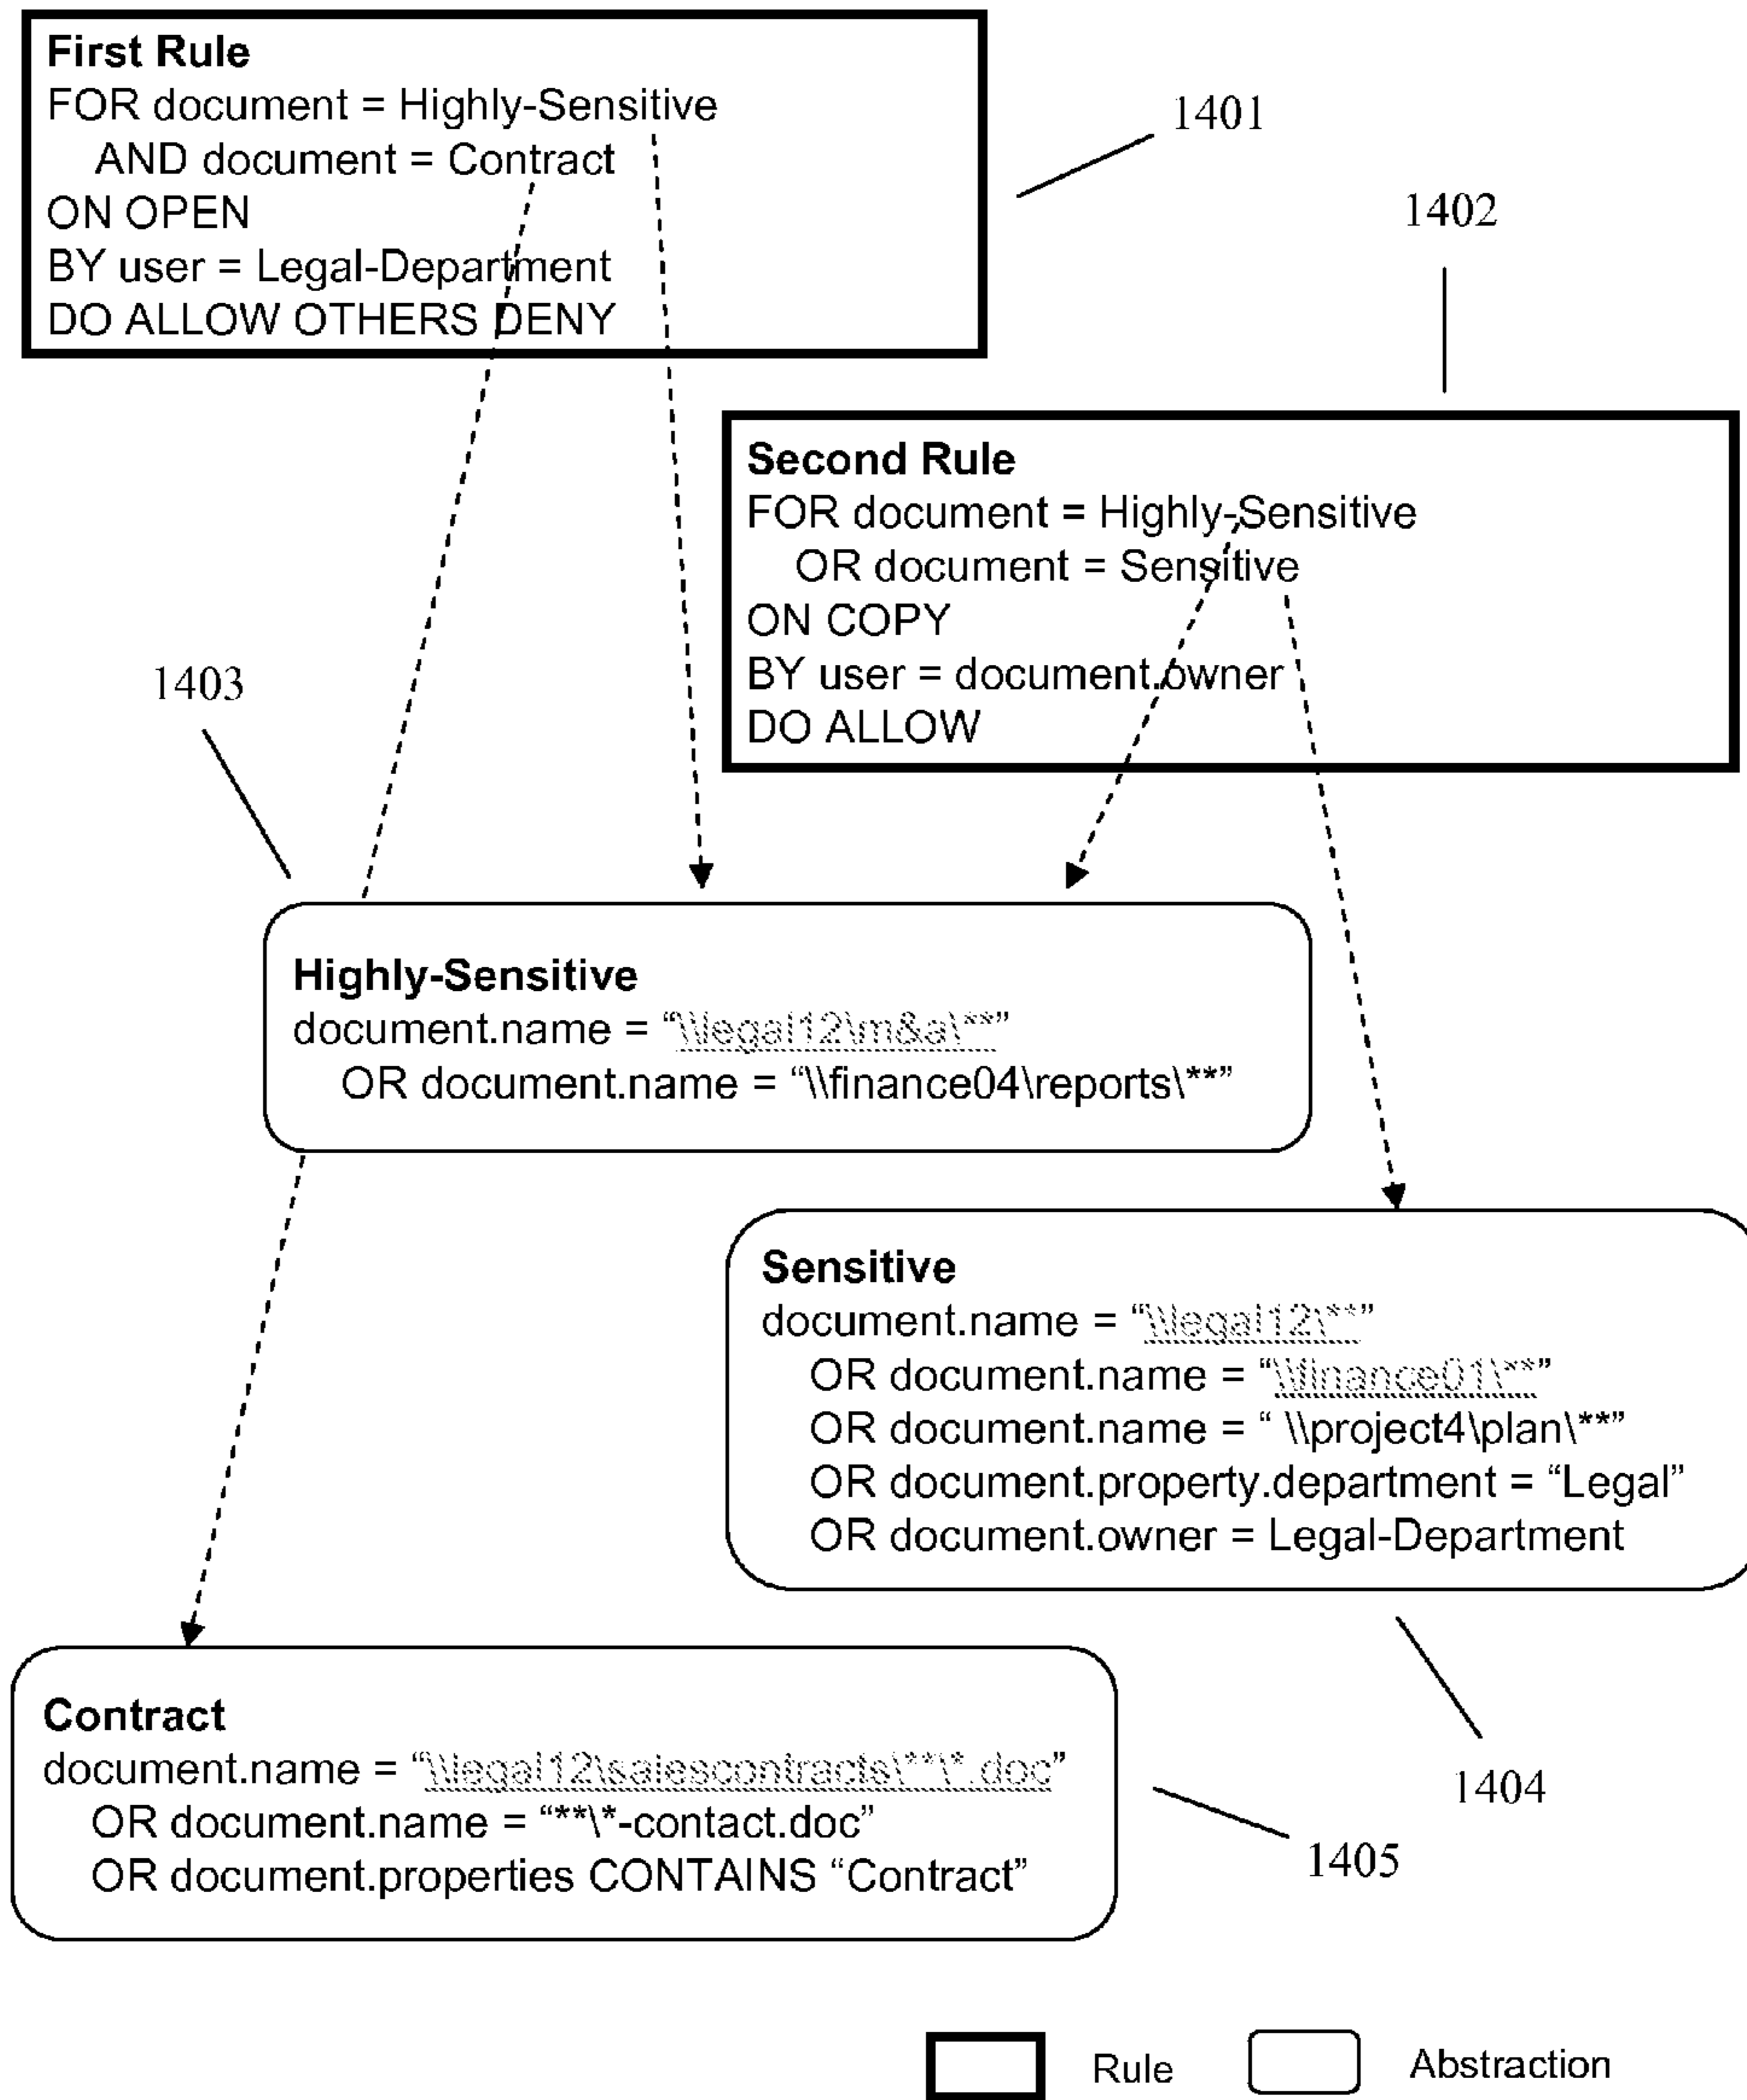 First Rule
FOR document = Highly-Sensitive
AND document = Contract
ON OPEN
BY user = Legal-Department
DO ALLOW OTHERS DENY
1401
1402
Second Rule
FOR document = Highly-Sensitive
OR document = Sensitive
ON COPY
BY user = document.owner
DO ALLOW
1403
Highly-Sensitive
document.name = “\\legal12\m&a\**”
OR document.name = “\\finance04\reports\**”
Sensitive
document.name = “\\legal12\**”
OR document.name = “\\finance01\**”
OR document.name = “ \\project4\plan\**”
OR document.property.department = “Legal”
OR document.owner = Legal-Department
1404
Contract
document.name = “\\legal12\salescontracts\**\*.doc”
OR document.name = “**\*-contact.doc”
OR document.properties CONTAINS “Contract”
1405
Rule
Abstraction